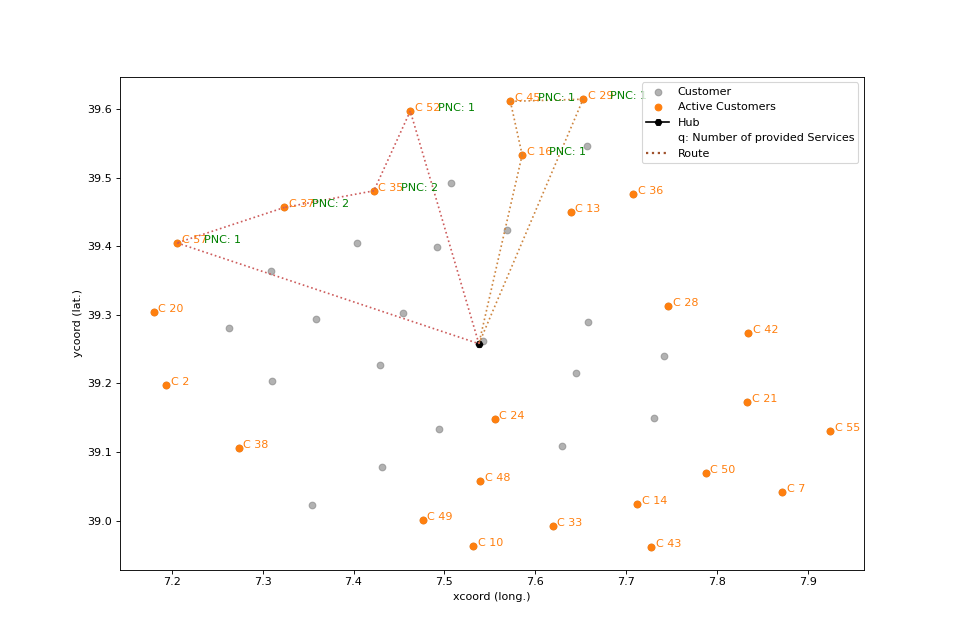 C 52 PNC: 1
C 45 PNC: 1
C 29 PNC: 1
Customer
Active Customers
Hub
q: Number of provided Services
Route
C 16 PNC: 1
C 35 PNC: 2
C 37 PNC: 2
C 57 PNC: 1
C 36
C 13
C 20
C 28
C 42
C 2
C 21
C 24
C 55
C 38
C 50
C 48
C 7
C 14
C 49
C 33
C 10
C 43
39.6
39.5
39.4
39.3
39.2
39.1
39.0
ycoord (lat.)
7.2 7.3 7.4 7.5 7.6 7.7 7.8 7.9
xcoord (long.)